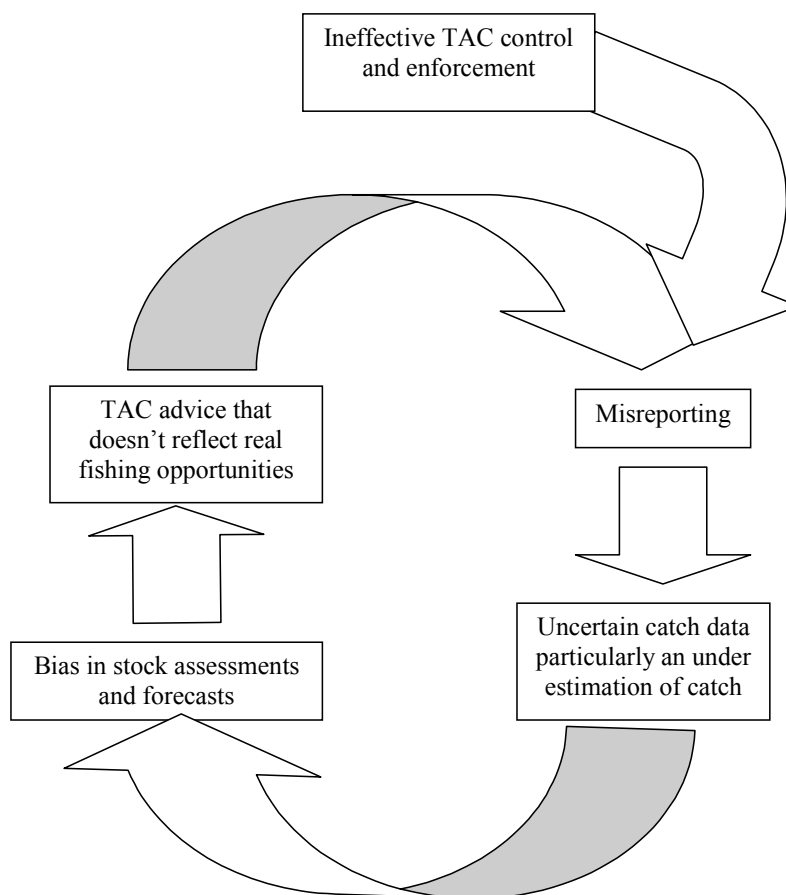 Ineffective TAC control
and enforcement
TAC advice that
doesn’t reflect real
fishing opportunities
Misreporting
Uncertain catch data
particularly an under
estimation of catch
Bias in stock assessments
and forecasts